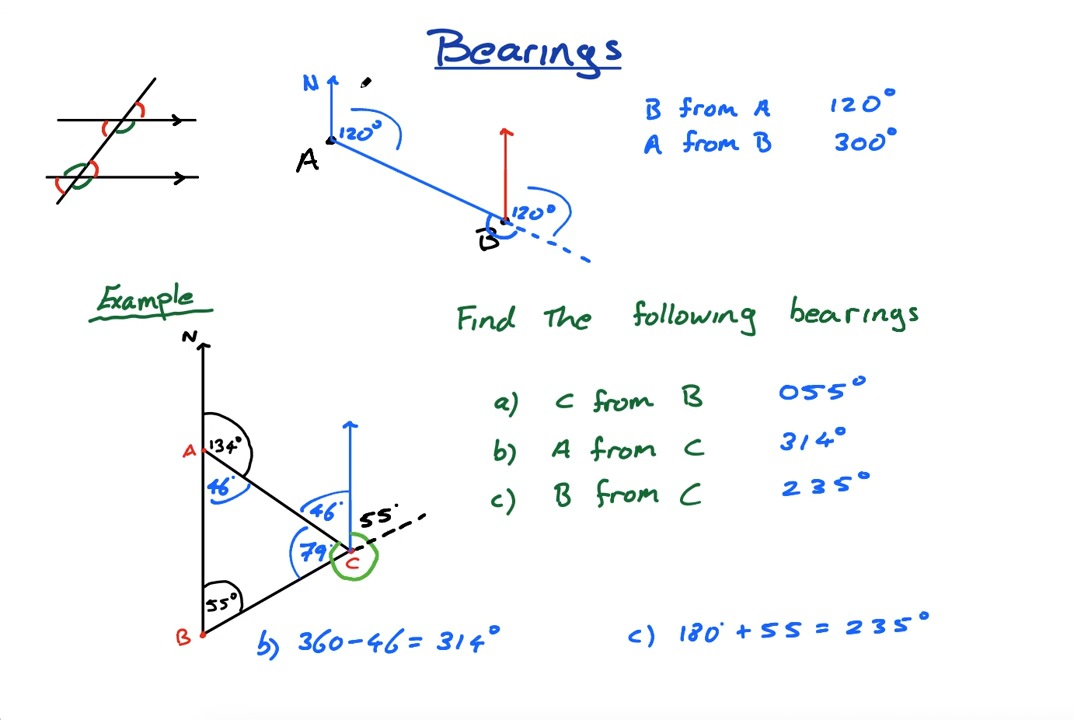 Bearings
N
120°
A
120°
B
B from A 120°
A from B 300°
Example
Find the following bearings
N
A
134°
46°
46°
55°
79°
C
55°
B
a) C from B 055°
b) A from C 314°
c) B from C 235°
b) 360-46 = 314°
c) 180° + 55 = 235°